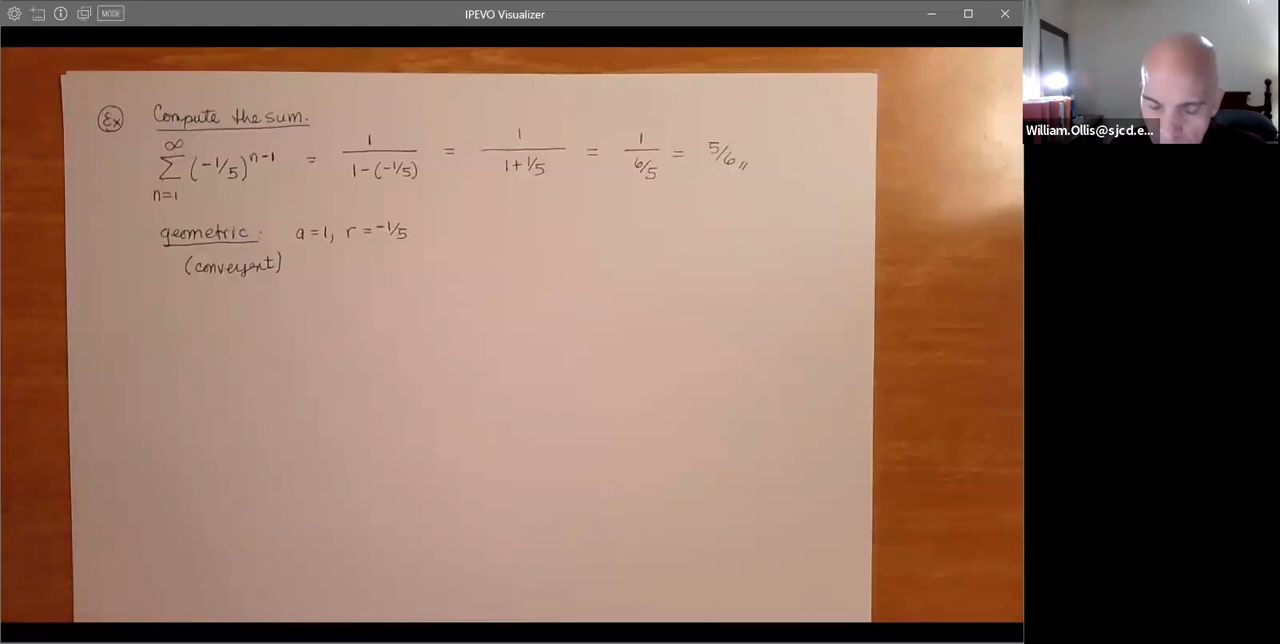 MODE
IPEVO Visualizer
William.Ollis@sjcd.e...
Ex Compute the sum.
∞
∑ (-1/5)^{n-1} = 1/(1-(-1/5)) = 1/(1+1/5) = 1/(6/5) = 5/6 ,,
n=1
geometric. a=1, r=-1/5
(convergent)